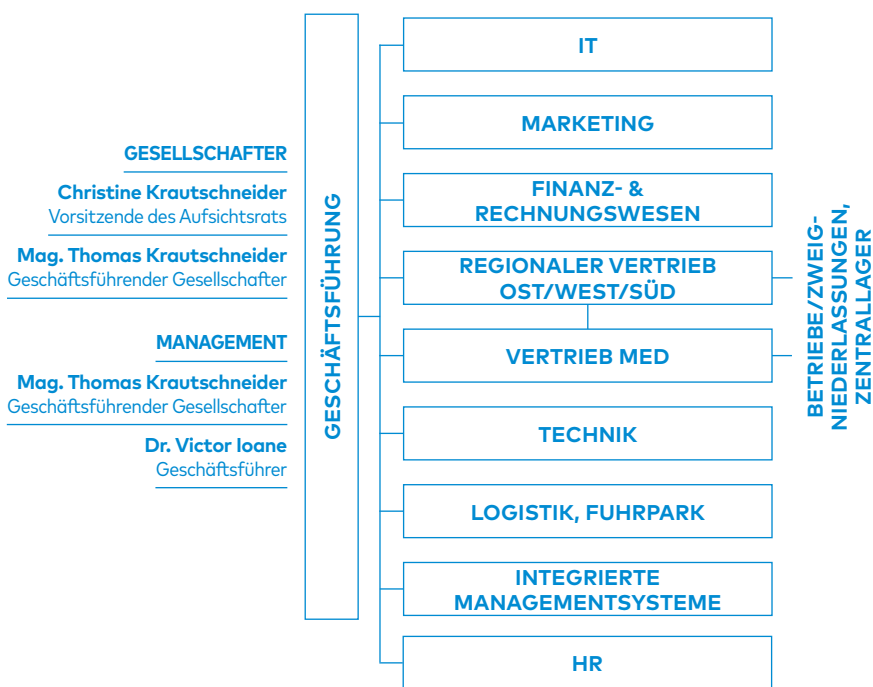 GESELLSCHAFTER
Christine Krautschneider
Vorsitzende des Aufsichtsrats
Mag. Thomas Krautschneider
Geschäftsführender Gesellschafter
MANAGEMENT
Mag. Thomas Krautschneider
Geschäftsführender Gesellschafter
Dr. Victor Ioane
Geschäftsführer
GESCHÄFTSFÜHRUNG
IT
MARKETING
FINANZ- &
RECHNUNGSWESEN
REGIONALER VERTRIEB
OST/WEST/SÜD
VERTRIEB MED
TECHNIK
LOGISTIK, FUHRPARK
INTEGRIERTE
MANAGEMENTSYSTEME
HR
BETRIEBE/ZWEIG-
NIEDERLASSUNGEN,
ZENTRALLAGER